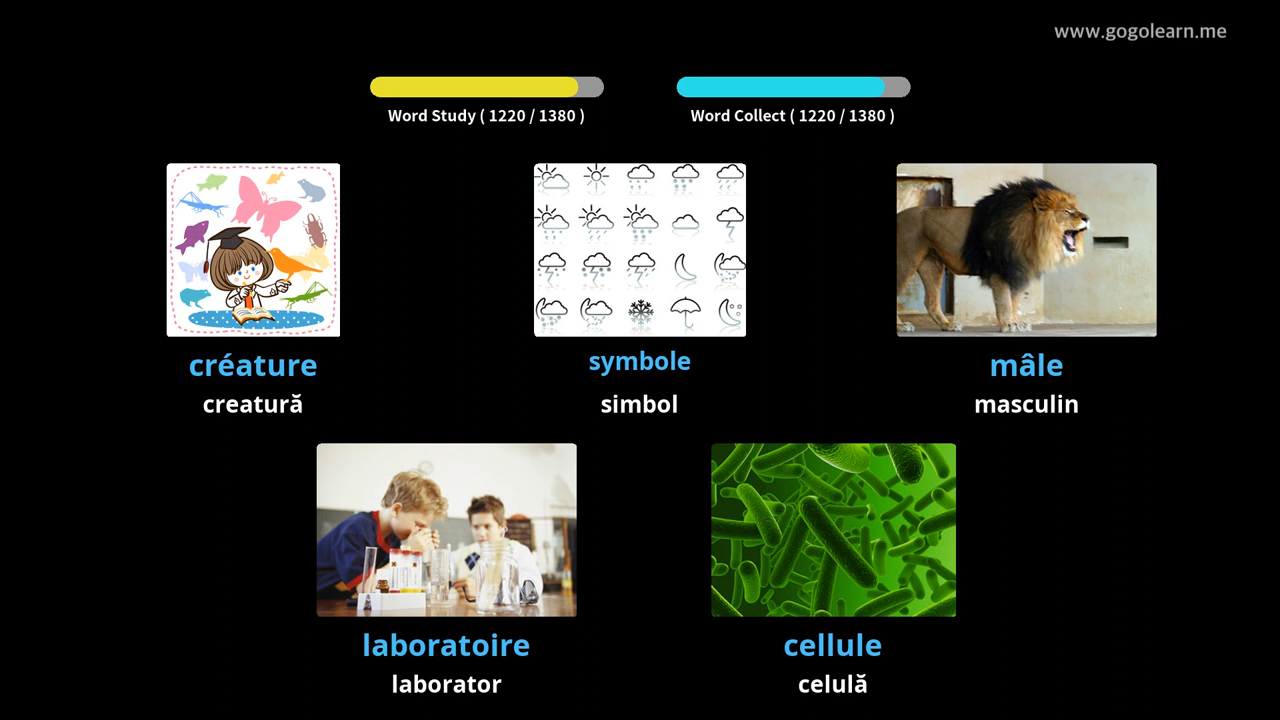 www.gogolearn.me
Word Study ( 1220 / 1380 )
Word Collect ( 1220 / 1380 )
créature
symbole
mâle
creatură
simbol
masculin
laboratoire
cellule
laborator
celulă